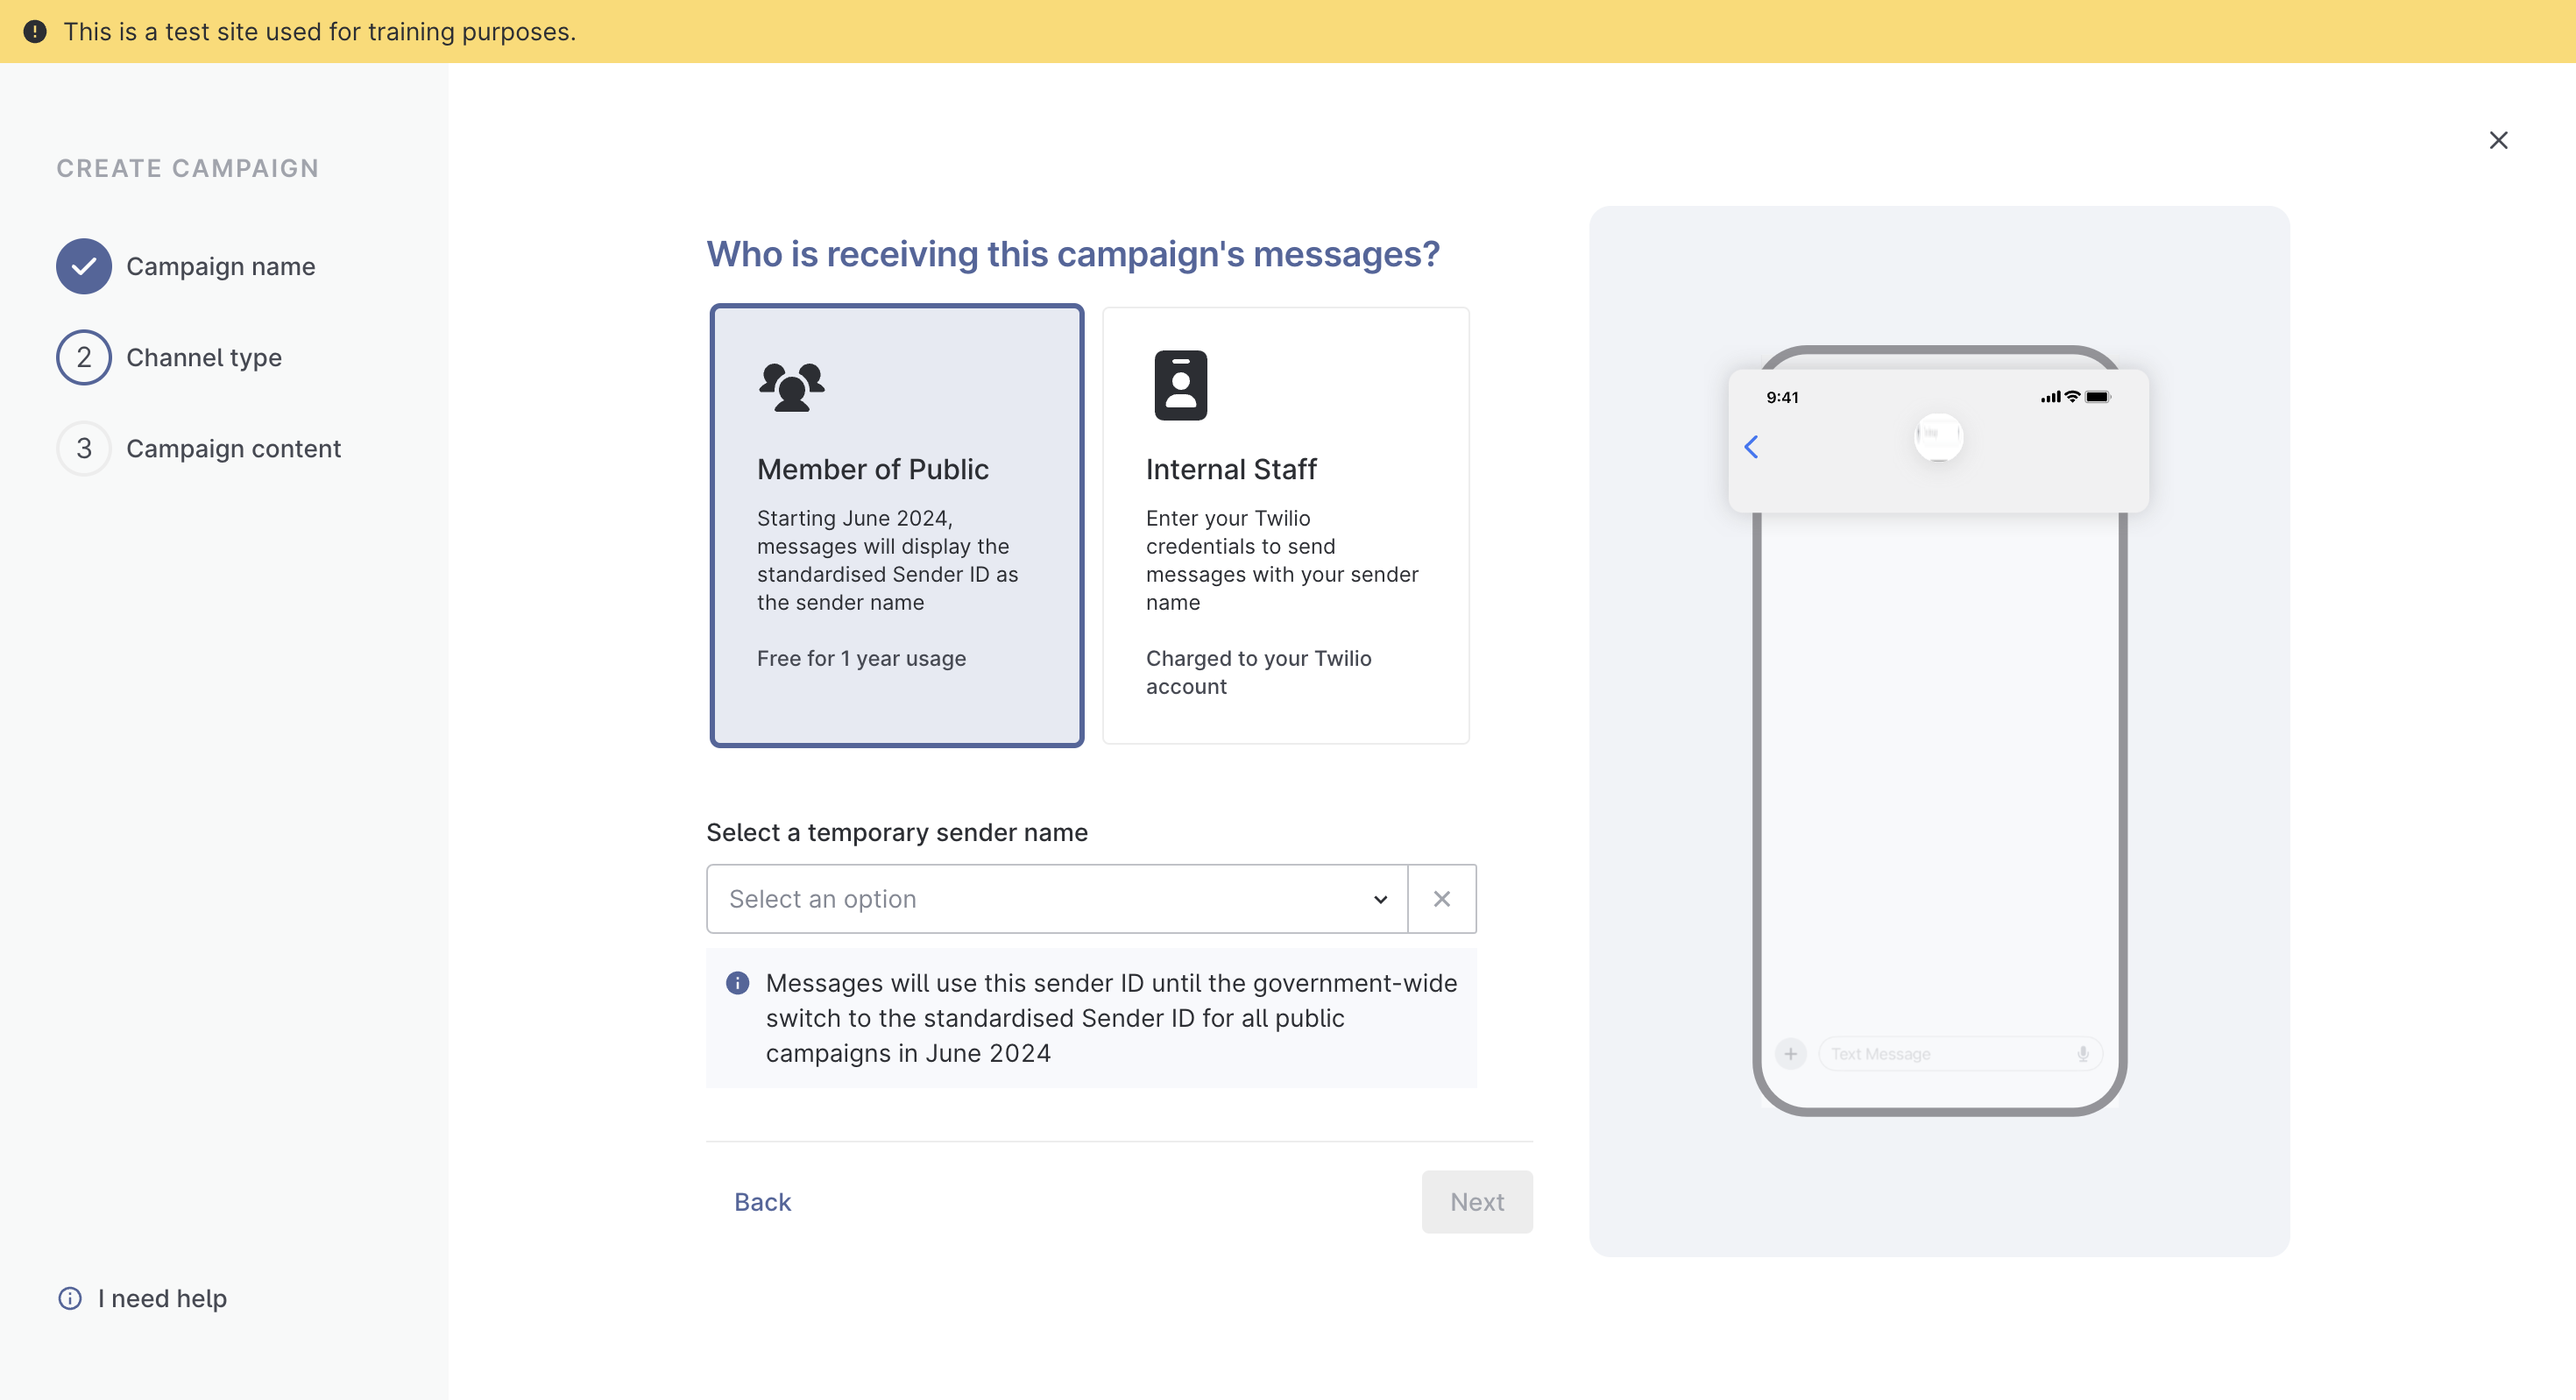 This is a test site used for training purposes.
CREATE CAMPAIGN
Campaign name
2
Channel type
3
Campaign content
I need help
Who is receiving this campaign's messages?
Member of Public
Starting June 2024,
messages will display the
standardised Sender ID as
the sender name
Free for 1 year usage
Internal Staff
Enter your Twilio
credentials to send
messages with your sender
name
Charged to your Twilio
account
Select a temporary sender name
Select an option
Messages will use this sender ID until the government-wide
switch to the standardised Sender ID for all public
campaigns in June 2024
Back
Next
9:41
Text Message